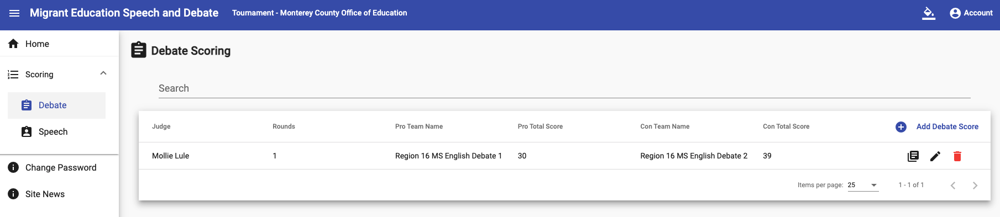 Migrant Education Speech and Debate Tournament - Monterey County Office of Education Account
Home
Scoring
Debate
Speech
Change Password
Site News
Debate Scoring
Search
Judge Rounds Pro Team Name Pro Total Score Con Team Name Con Total Score Add Debate Score
Mollie Lule 1 Region 16 MS English Debate 1 30 Region 16 MS English Debate 2 39
Items per page: 25 1 - 1 of 1